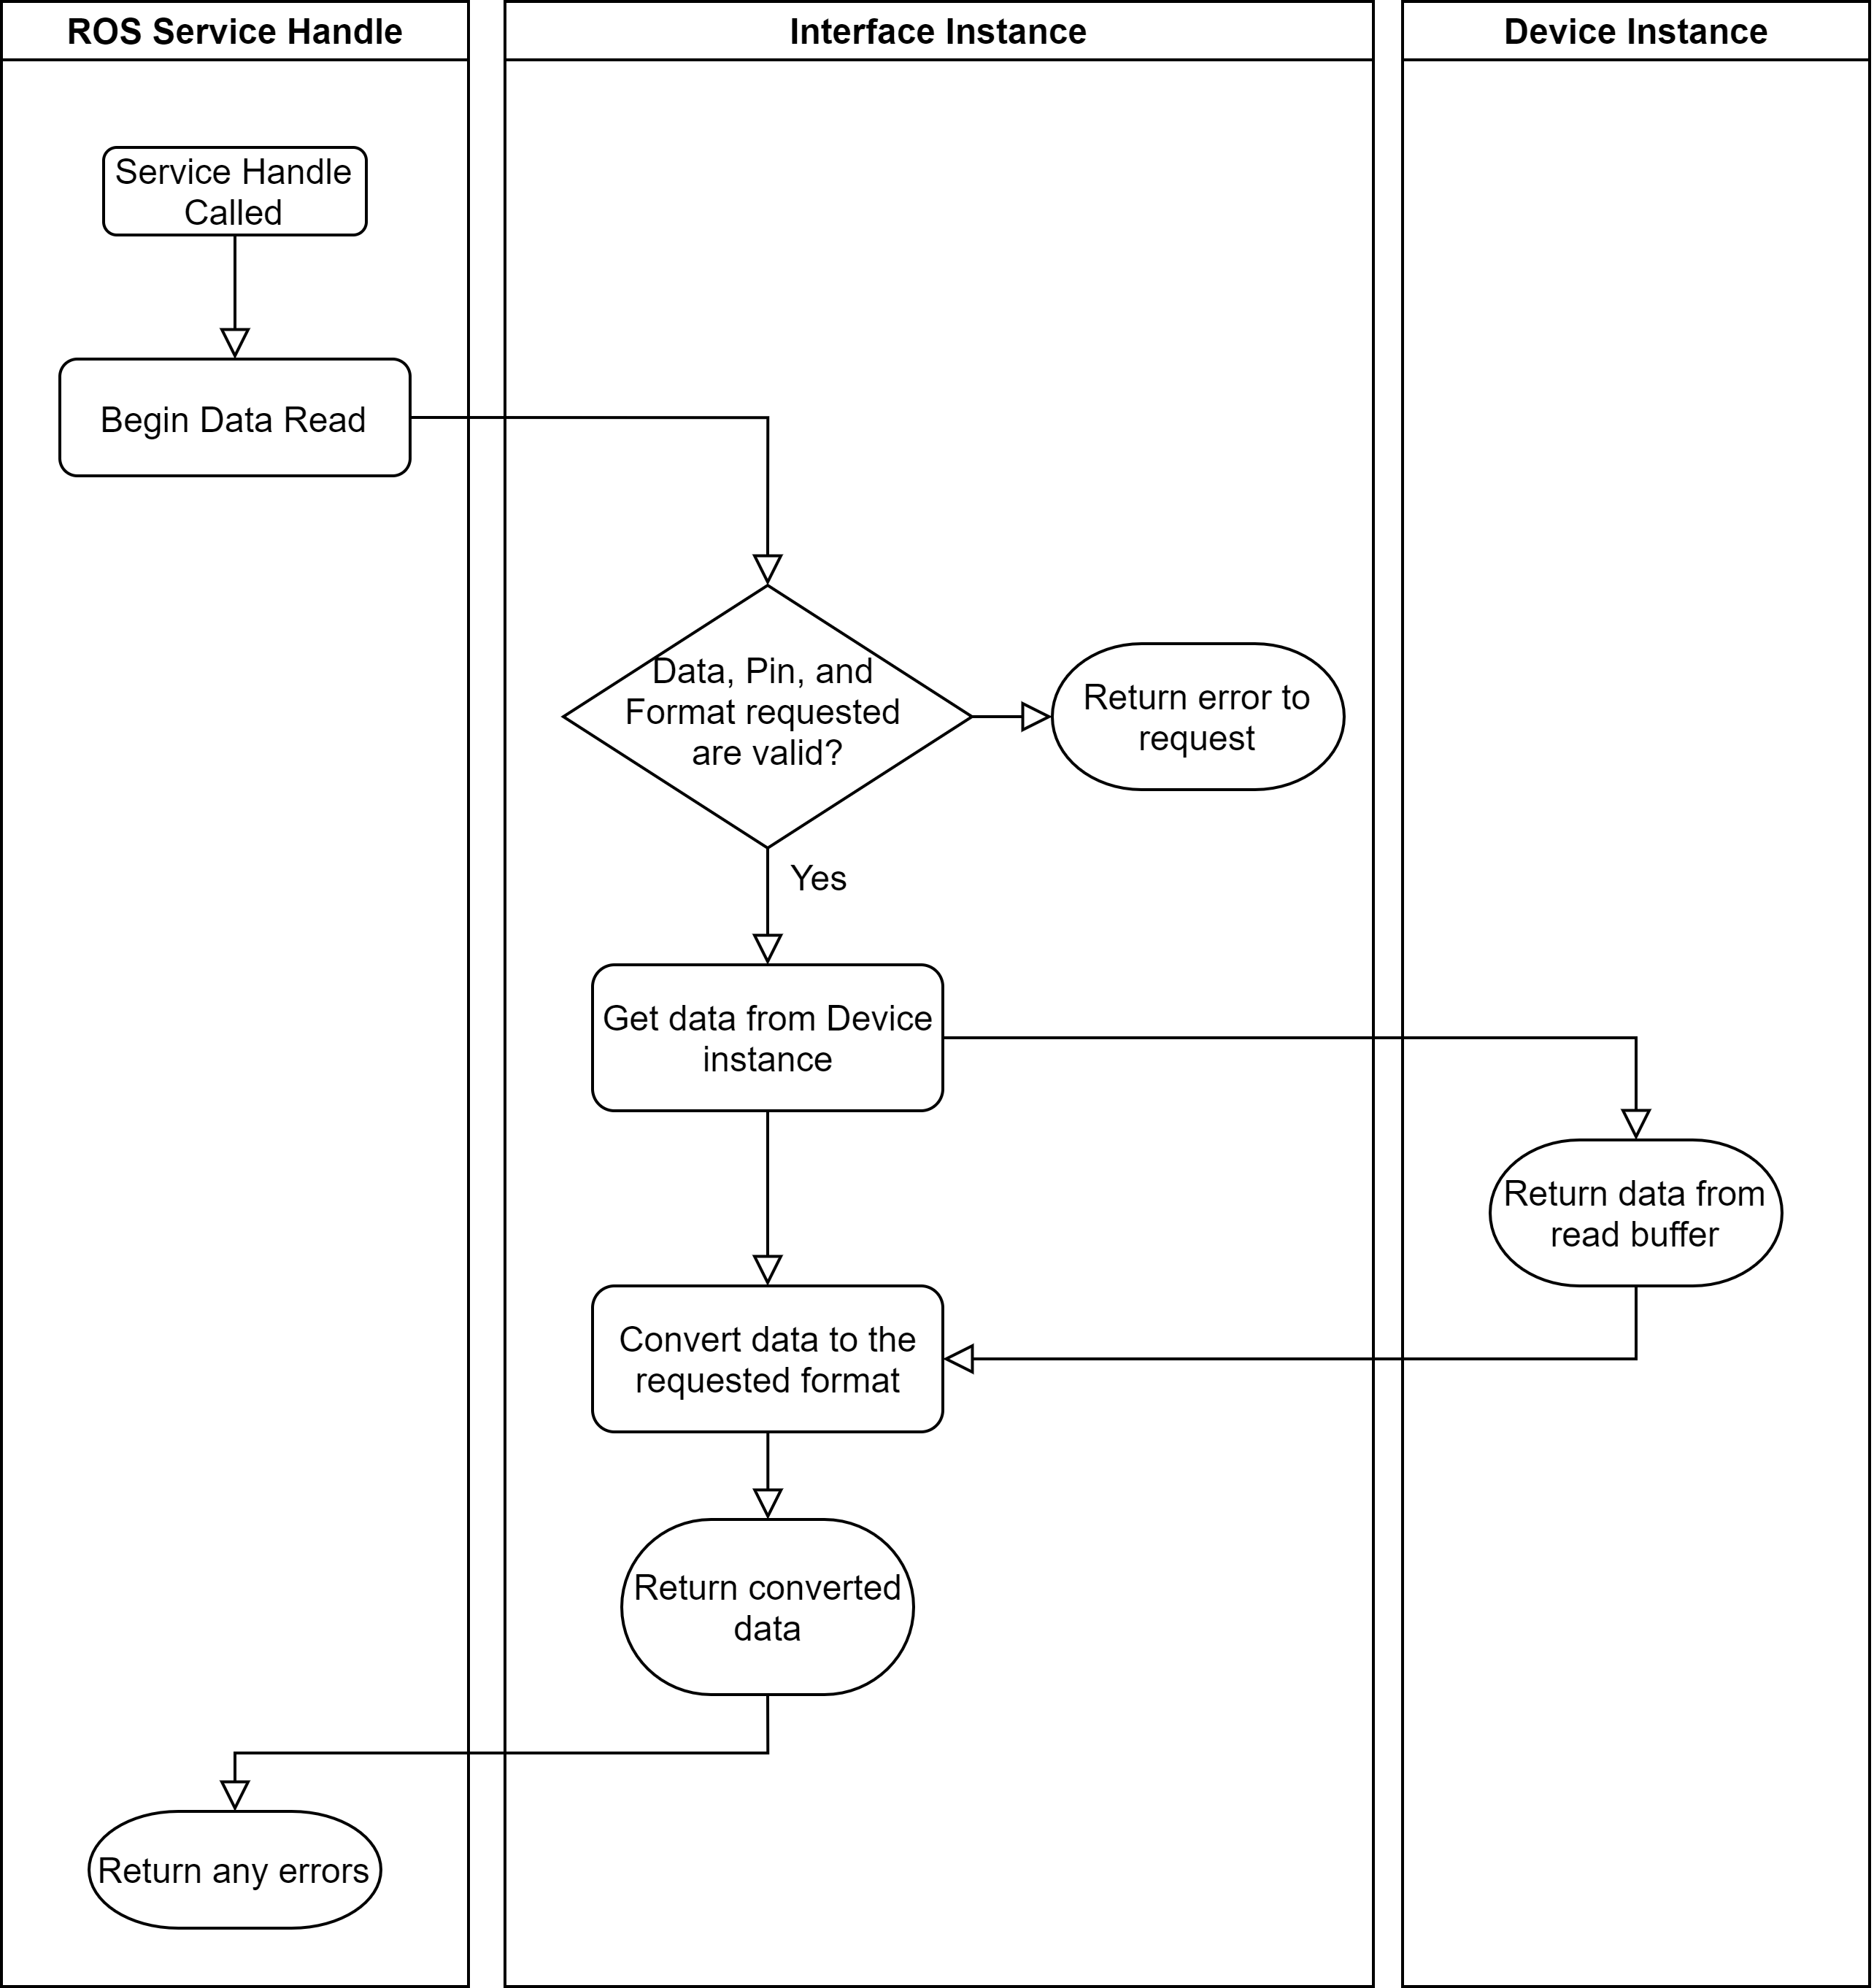 ROS Service Handle
Interface Instance
Device Instance
Service Handle
Called
Begin Data Read
Data, Pin, and
Format requested
are valid?
Return error to
request
Yes
Get data from Device
instance
Return data from
read buffer
Convert data to the
requested format
Return converted
data
Return any errors